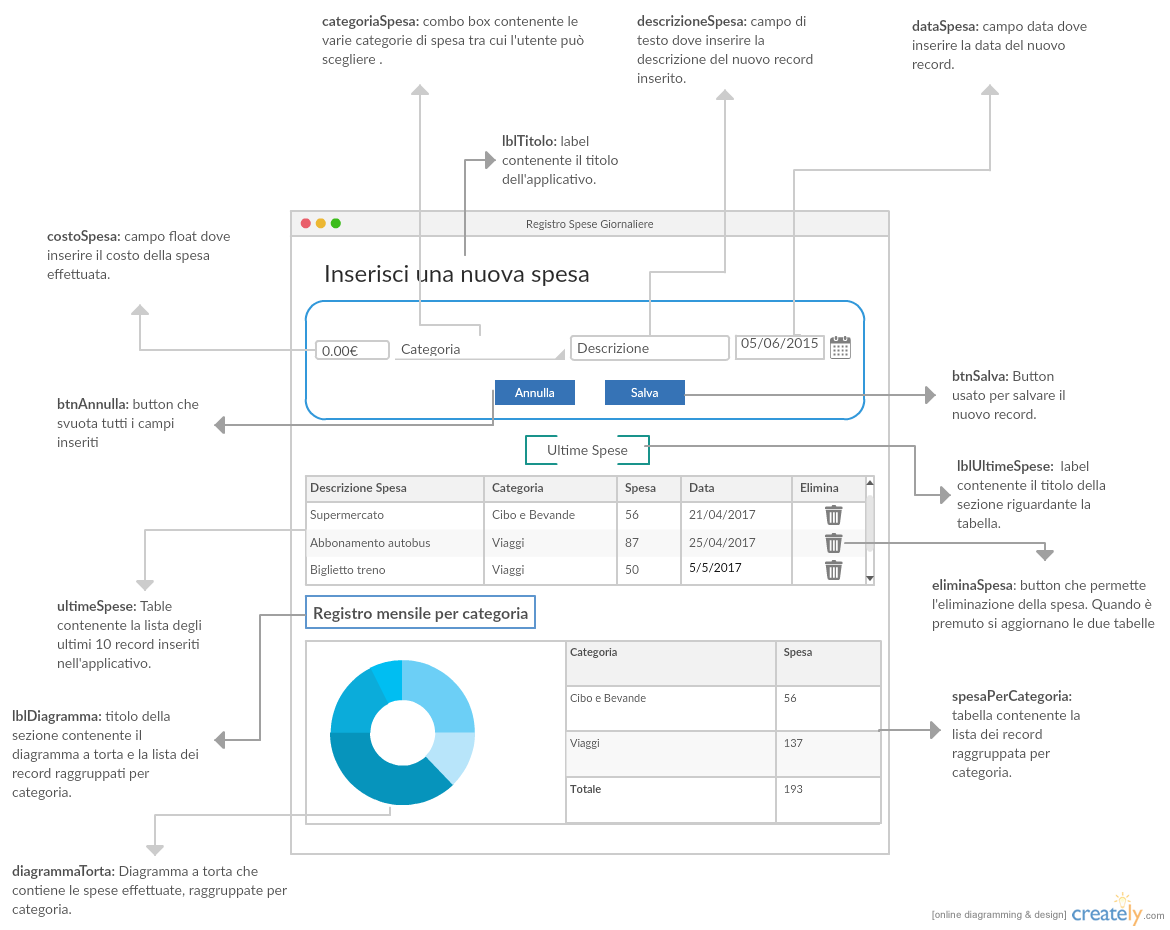 categoriaSpesa: combo box contenente le
varie categorie di spesa tra cui l'utente può
scegliere .
descrizioneSpesa: campo di
testo dove inserire la
descrizione del nuovo record
inserito.
dataSpesa: campo data dove
inserire la data del nuovo
record.
lblTitolo: label
contenente il titolo
dell'applicativo.
costoSpesa: campo float dove
inserire il costo della spesa
effettuata.
Registro Spese Giornaliere
Inserisci una nuova spesa
0.00€ Categoria Descrizione 05/06/2015
Annulla Salva
btnAnnulla: button che
svuota tutti i campi
inseriti
btnSalva: Button
usato per salvare il
nuovo record.
Ultime Spese
lblUltimeSpese: label
contenente il titolo della
sezione riguardante la
tabella.
Descrizione Spesa Categoria Spesa Data Elimina
Supermercato Cibo e Bevande 56 21/04/2017
Abbonamento autobus Viaggi 87 25/04/2017
Biglietto treno Viaggi 50 5/5/2017
eliminaSpesa: button che permette
l'eliminazione della spesa. Quando è
premuto si aggiornano le due tabelle
ultimeSpese: Table
contenente la lista degli
ultimi 10 record inseriti
nell'applicativo.
Registro mensile per categoria
Categoria Spesa
Cibo e Bevande 56
Viaggi 137
Totale 193
lblDiagramma: titolo della
sezione contenente il
diagramma a torta e la lista dei
record raggruppati per
categoria.
spesaPerCategoria:
tabella contenente la
lista dei record
raggruppata per
categoria.
diagrammaTorta: Diagramma a torta che
contiene le spese effettuate, raggruppate per
categoria.
[online diagramming & design] creately.com